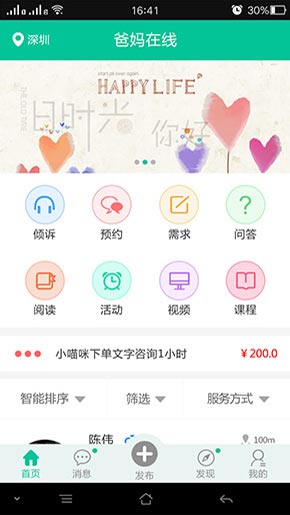 16:41
30%
深圳
爸妈在线
start all over again.
HAPPY LIFE
THE OLD TIME
旧时光
你好
倾诉
预约
需求
问答
阅读
活动
视频
课程
小喵咪下单文字咨询1小时
¥200.0
智能排序
筛选
服务方式
陈伟
100m
首页
消息
发布
发现
我的